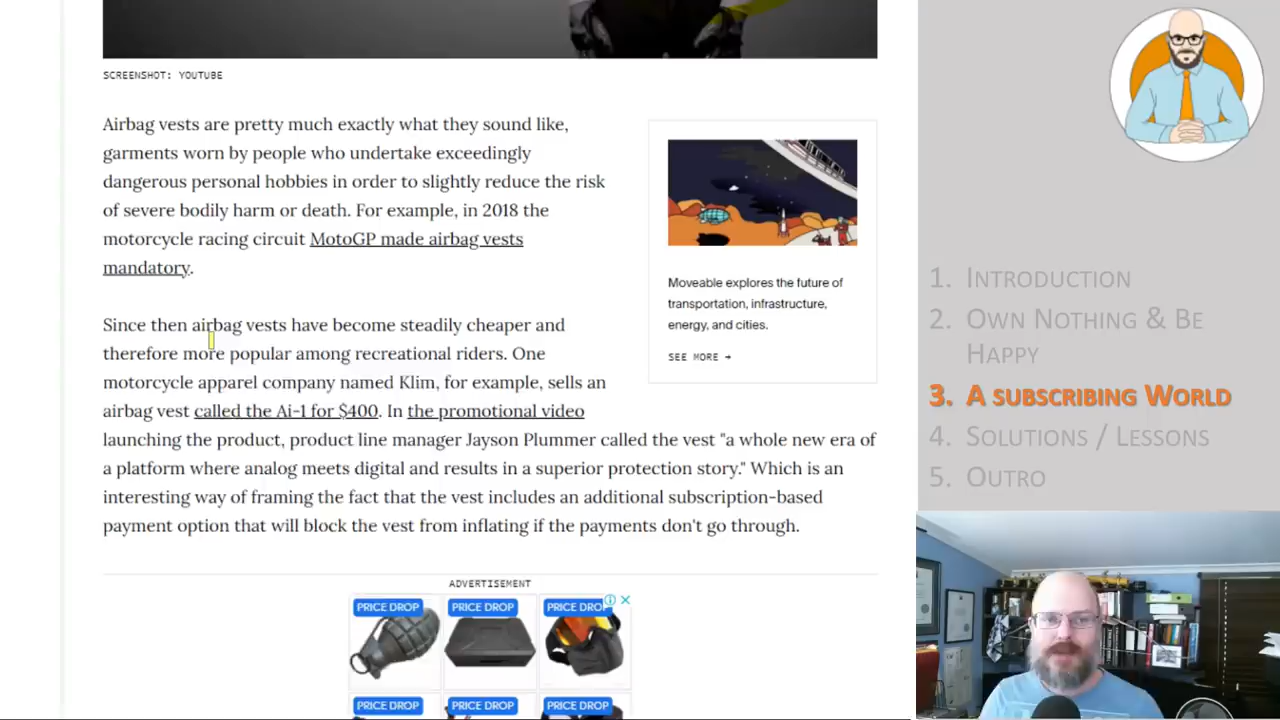 SCREENSHOT: YOUTUBE
Airbag vests are pretty much exactly what they sound like,
garments worn by people who undertake exceedingly
dangerous personal hobbies in order to slightly reduce the risk
of severe bodily harm or death. For example, in 2018 the
motorcycle racing circuit MotoGP made airbag vests
mandatory.
Since then airbag vests have become steadily cheaper and
therefore more popular among recreational riders. One
motorcycle apparel company named Klim, for example, sells an
airbag vest called the Ai-1 for $400. In the promotional video
launching the product, product line manager Jayson Plummer called the vest "a whole new era of
a platform where analog meets digital and results in a superior protection story." Which is an
interesting way of framing the fact that the vest includes an additional subscription-based
payment option that will block the vest from inflating if the payments don't go through.
Moveable explores the future of
transportation, infrastructure,
energy, and cities.
SEE MORE →
ADVERTISEMENT
PRICE DROP PRICE DROP PRICE DROP
PRICE DROP PRICE DROP PRICE DROP
1. INTRODUCTION
2. OWN NOTHING & BE
HAPPY
3. A SUBSCRIBING WORLD
4. SOLUTIONS / LESSONS
5. OUTRO